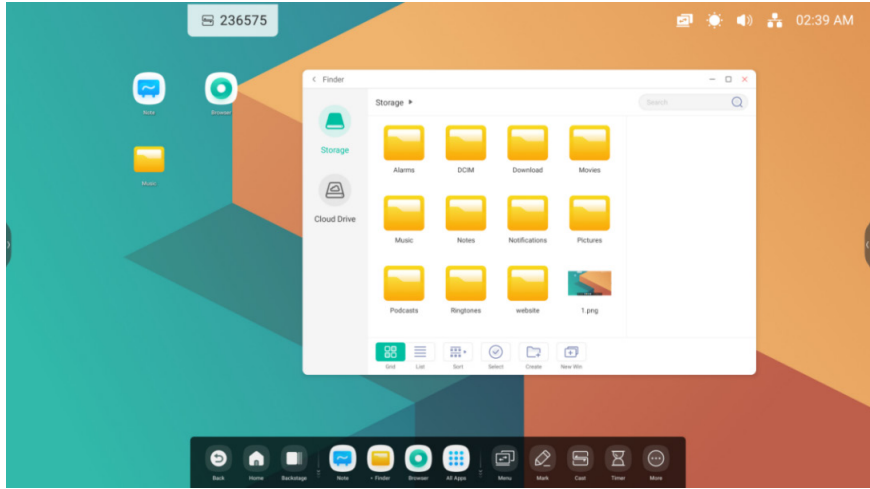 236575
02:39 AM
Note
Browser
Music
Finder
Storage
Search
Storage
Cloud Drive
Alarms
DCIM
Download
Movies
Music
Notes
Notifications
Pictures
Podcasts
Ringtones
website
1.png
Grid
List
Sort
Select
Create
New Win
Back
Home
Backstage
Note
• Finder
Browser
All Apps
Menu
Mark
Cast
Timer
More